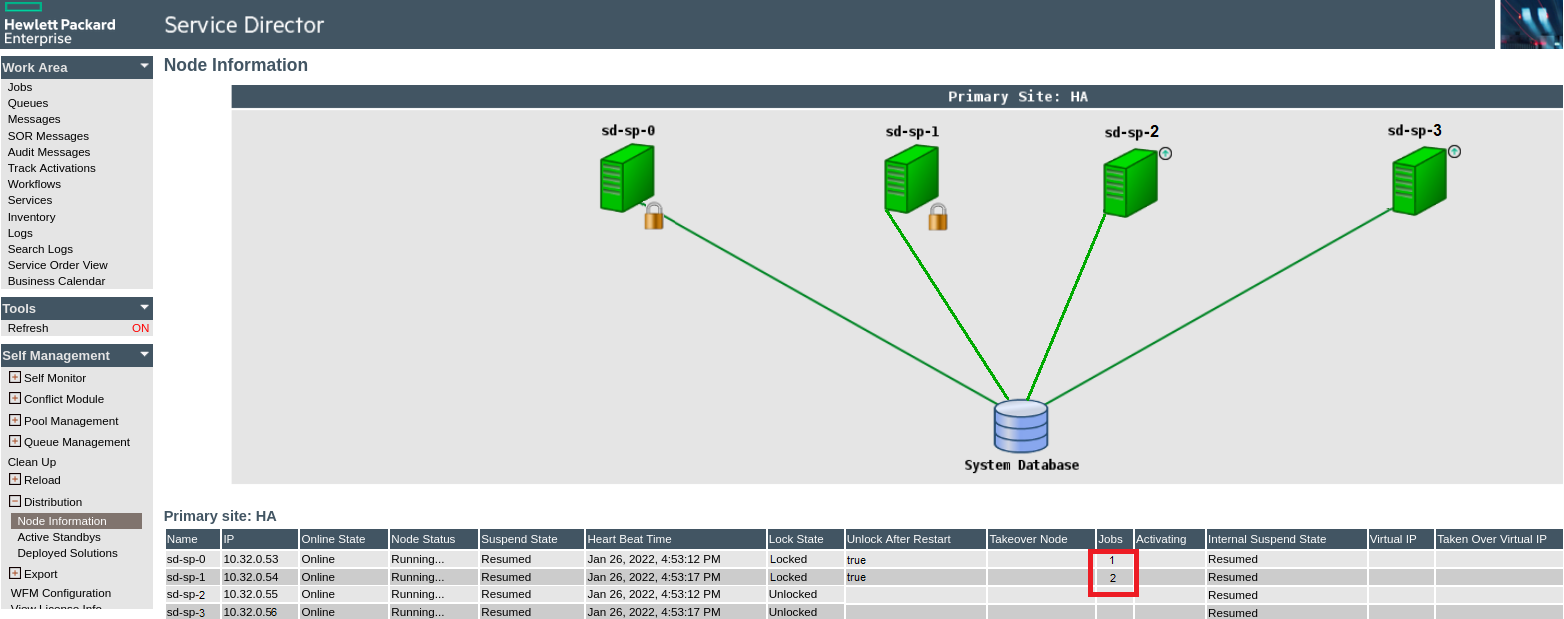 Hewlett Packard
Enterprise
Service Director
Work Area
Jobs
Queues
Messages
SOR Messages
Audit Messages
Track Activations
Workflows
Services
Inventory
Logs
Search Logs
Service Order View
Business Calendar
Tools
Refresh ON
Self Management
Self Monitor
Conflict Module
Pool Management
Queue Management
Clean Up
Reload
Distribution
Node Information
Active Standbys
Deployed Solutions
Export
WFM Configuration
View License Info
Node Information
Primary Site: HA
sd-sp-0 sd-sp-1 sd-sp-2 sd-sp-3
System Database
Primary site: HA
Name IP Online State Node Status Suspend State Heart Beat Time Lock State Unlock After Restart Takeover Node Jobs Activating Internal Suspend State Virtual IP Taken Over Virtual IP
sd-sp-0 10.32.0.53 Online Running... Resumed Jan 26, 2022, 4:53:12 PM Locked true 1 Resumed
sd-sp-1 10.32.0.54 Online Running... Resumed Jan 26, 2022, 4:53:17 PM Locked true 2 Resumed
sd-sp-2 10.32.0.55 Online Running... Resumed Jan 26, 2022, 4:53:12 PM Unlocked Resumed
sd-sp-3 10.32.0.56 Online Running... Resumed Jan 26, 2022, 4:53:17 PM Unlocked Resumed